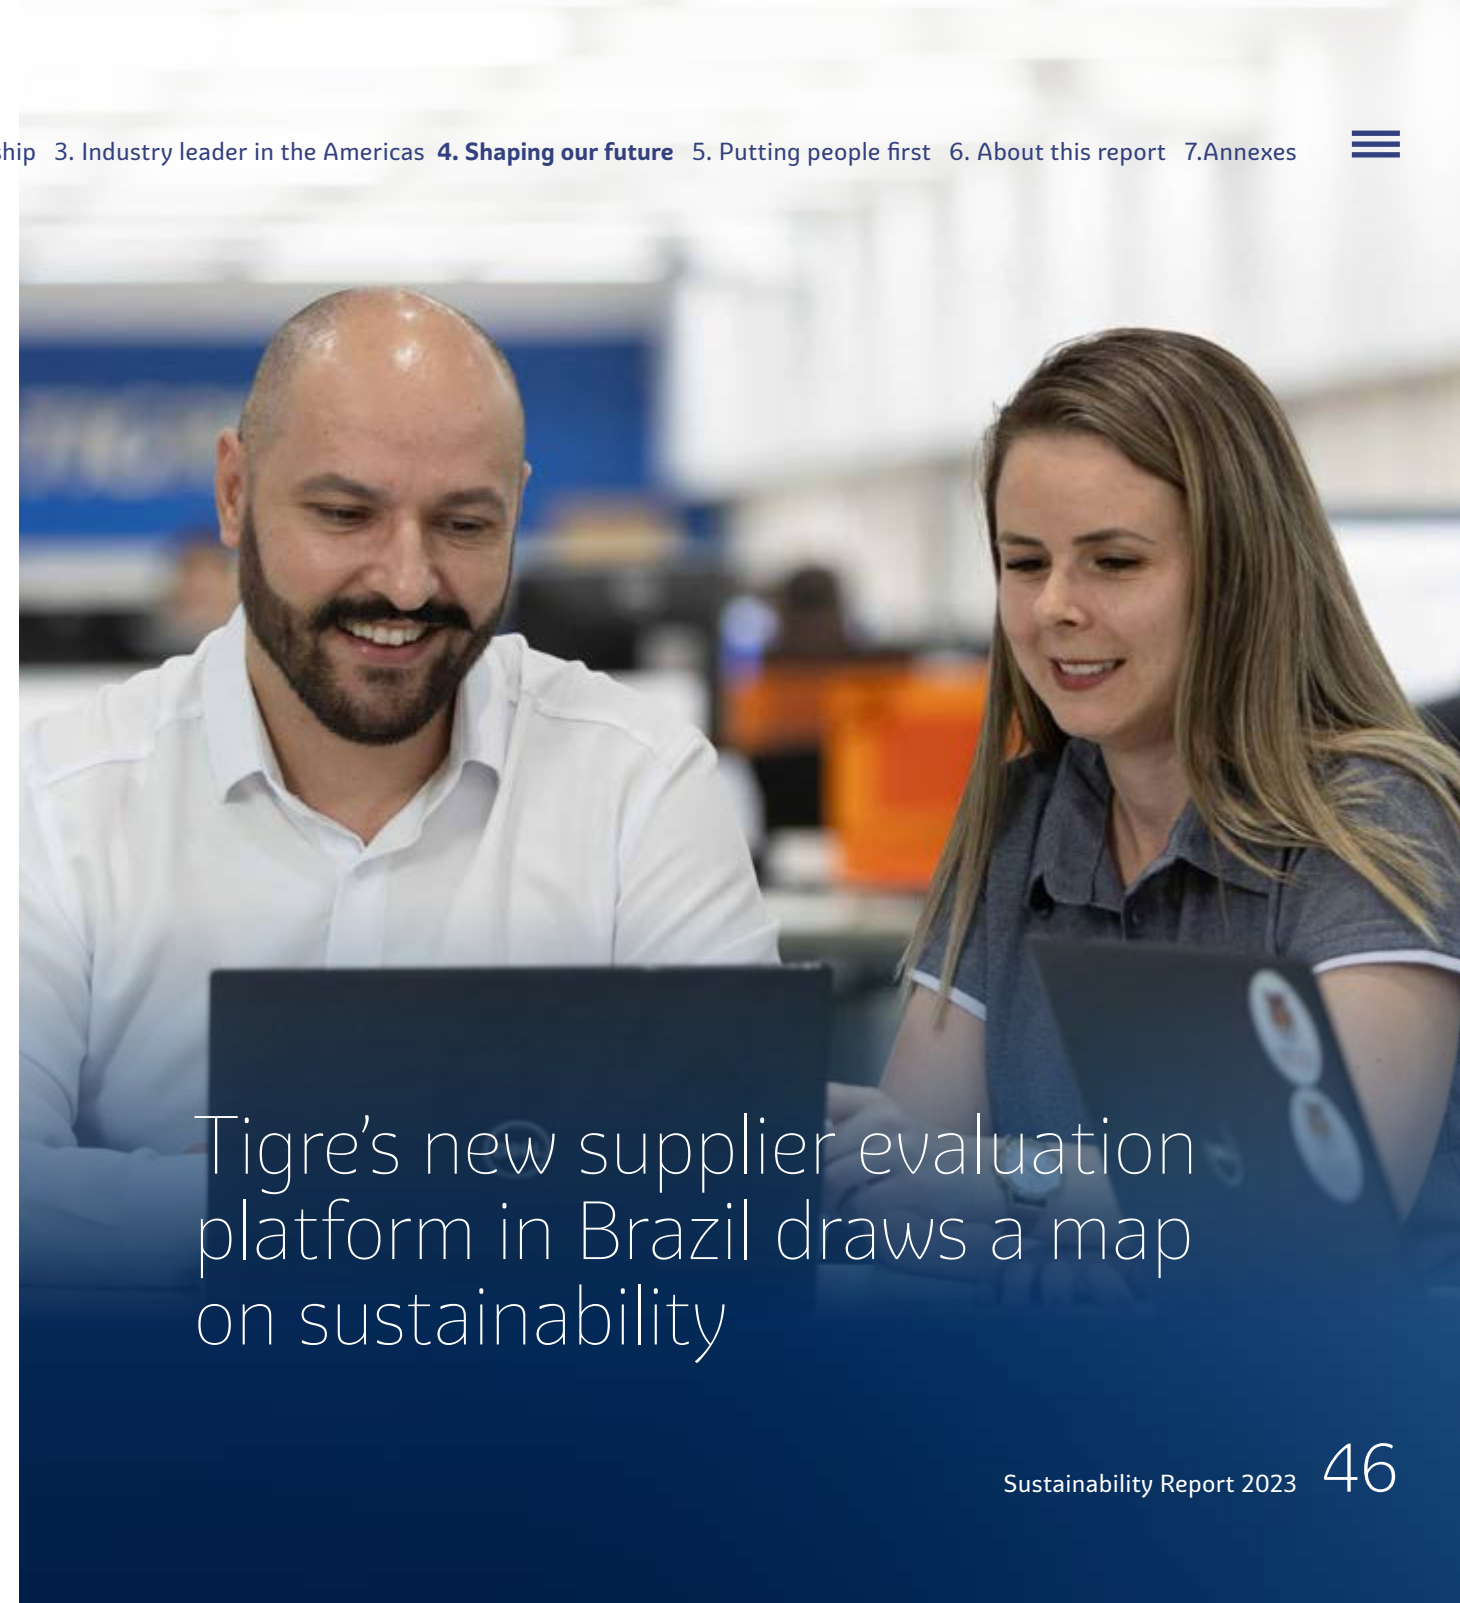 3. Industry leader in the Americas 4. Shaping our future 5. Putting people first 6. About this report 7.Annexes
Tigre's new supplier evaluation
platform in Brazil draws a map
on sustainability
Sustainability Report 2023 46